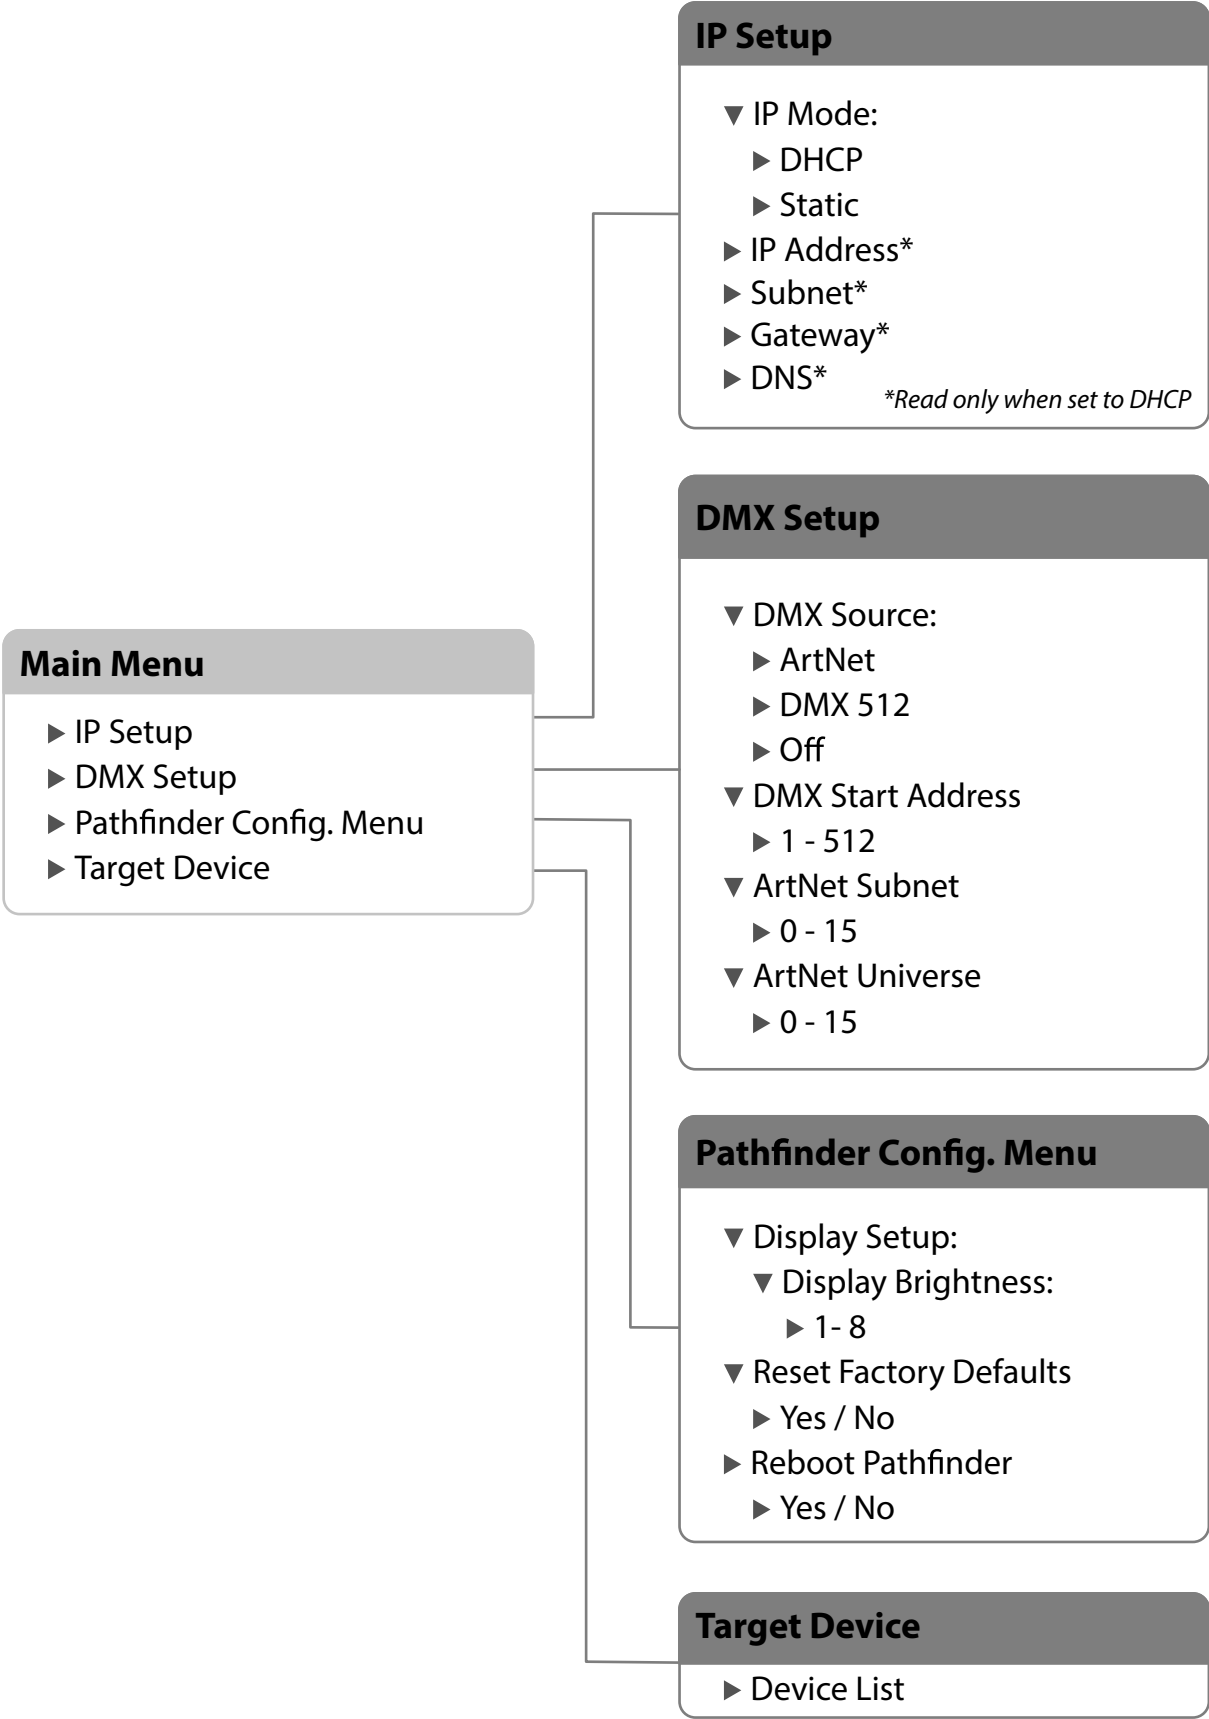 Main Menu
IP Setup
DMX Setup
Pathfinder Config. Menu
Target Device
IP Setup
IP Mode:
DHCP
Static
IP Address*
Subnet*
Gateway*
DNS*
*Read only when set to DHCP
DMX Setup
DMX Source:
ArtNet
DMX 512
Off
DMX Start Address
1 - 512
ArtNet Subnet
0 - 15
ArtNet Universe
0 - 15
Pathfinder Config. Menu
Display Setup:
Display Brightness:
1- 8
Reset Factory Defaults
Yes / No
Reboot Pathfinder
Yes / No
Target Device
Device List